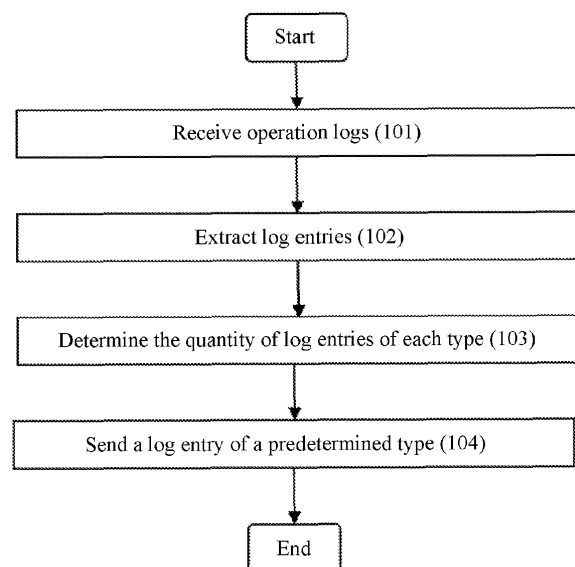 Start
Receive operation logs (101)
Extract log entries (102)
Determine the quantity of log entries of each type (103)
Send a log entry of a predetermined type (104)
End